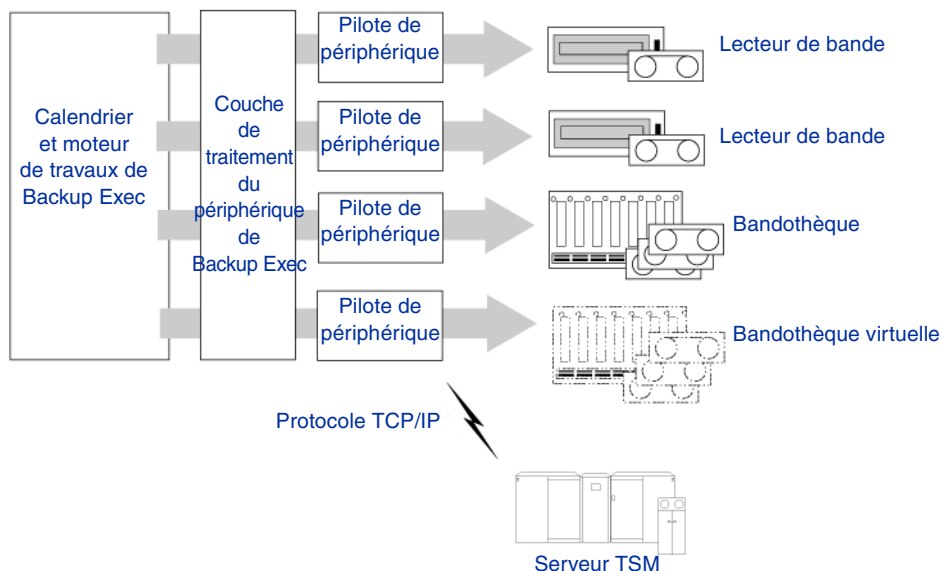 Calendrier
et moteur
de travaux de
Backup Exec
Couche
de
traitement
du
périphérique
de
Backup Exec
Pilote de
périphérique
Lecteur de bande
Pilote de
périphérique
Lecteur de bande
Pilote de
périphérique
Bandothèque
Pilote de
périphérique
Bandothèque virtuelle
Protocole TCP/IP
Serveur TSM